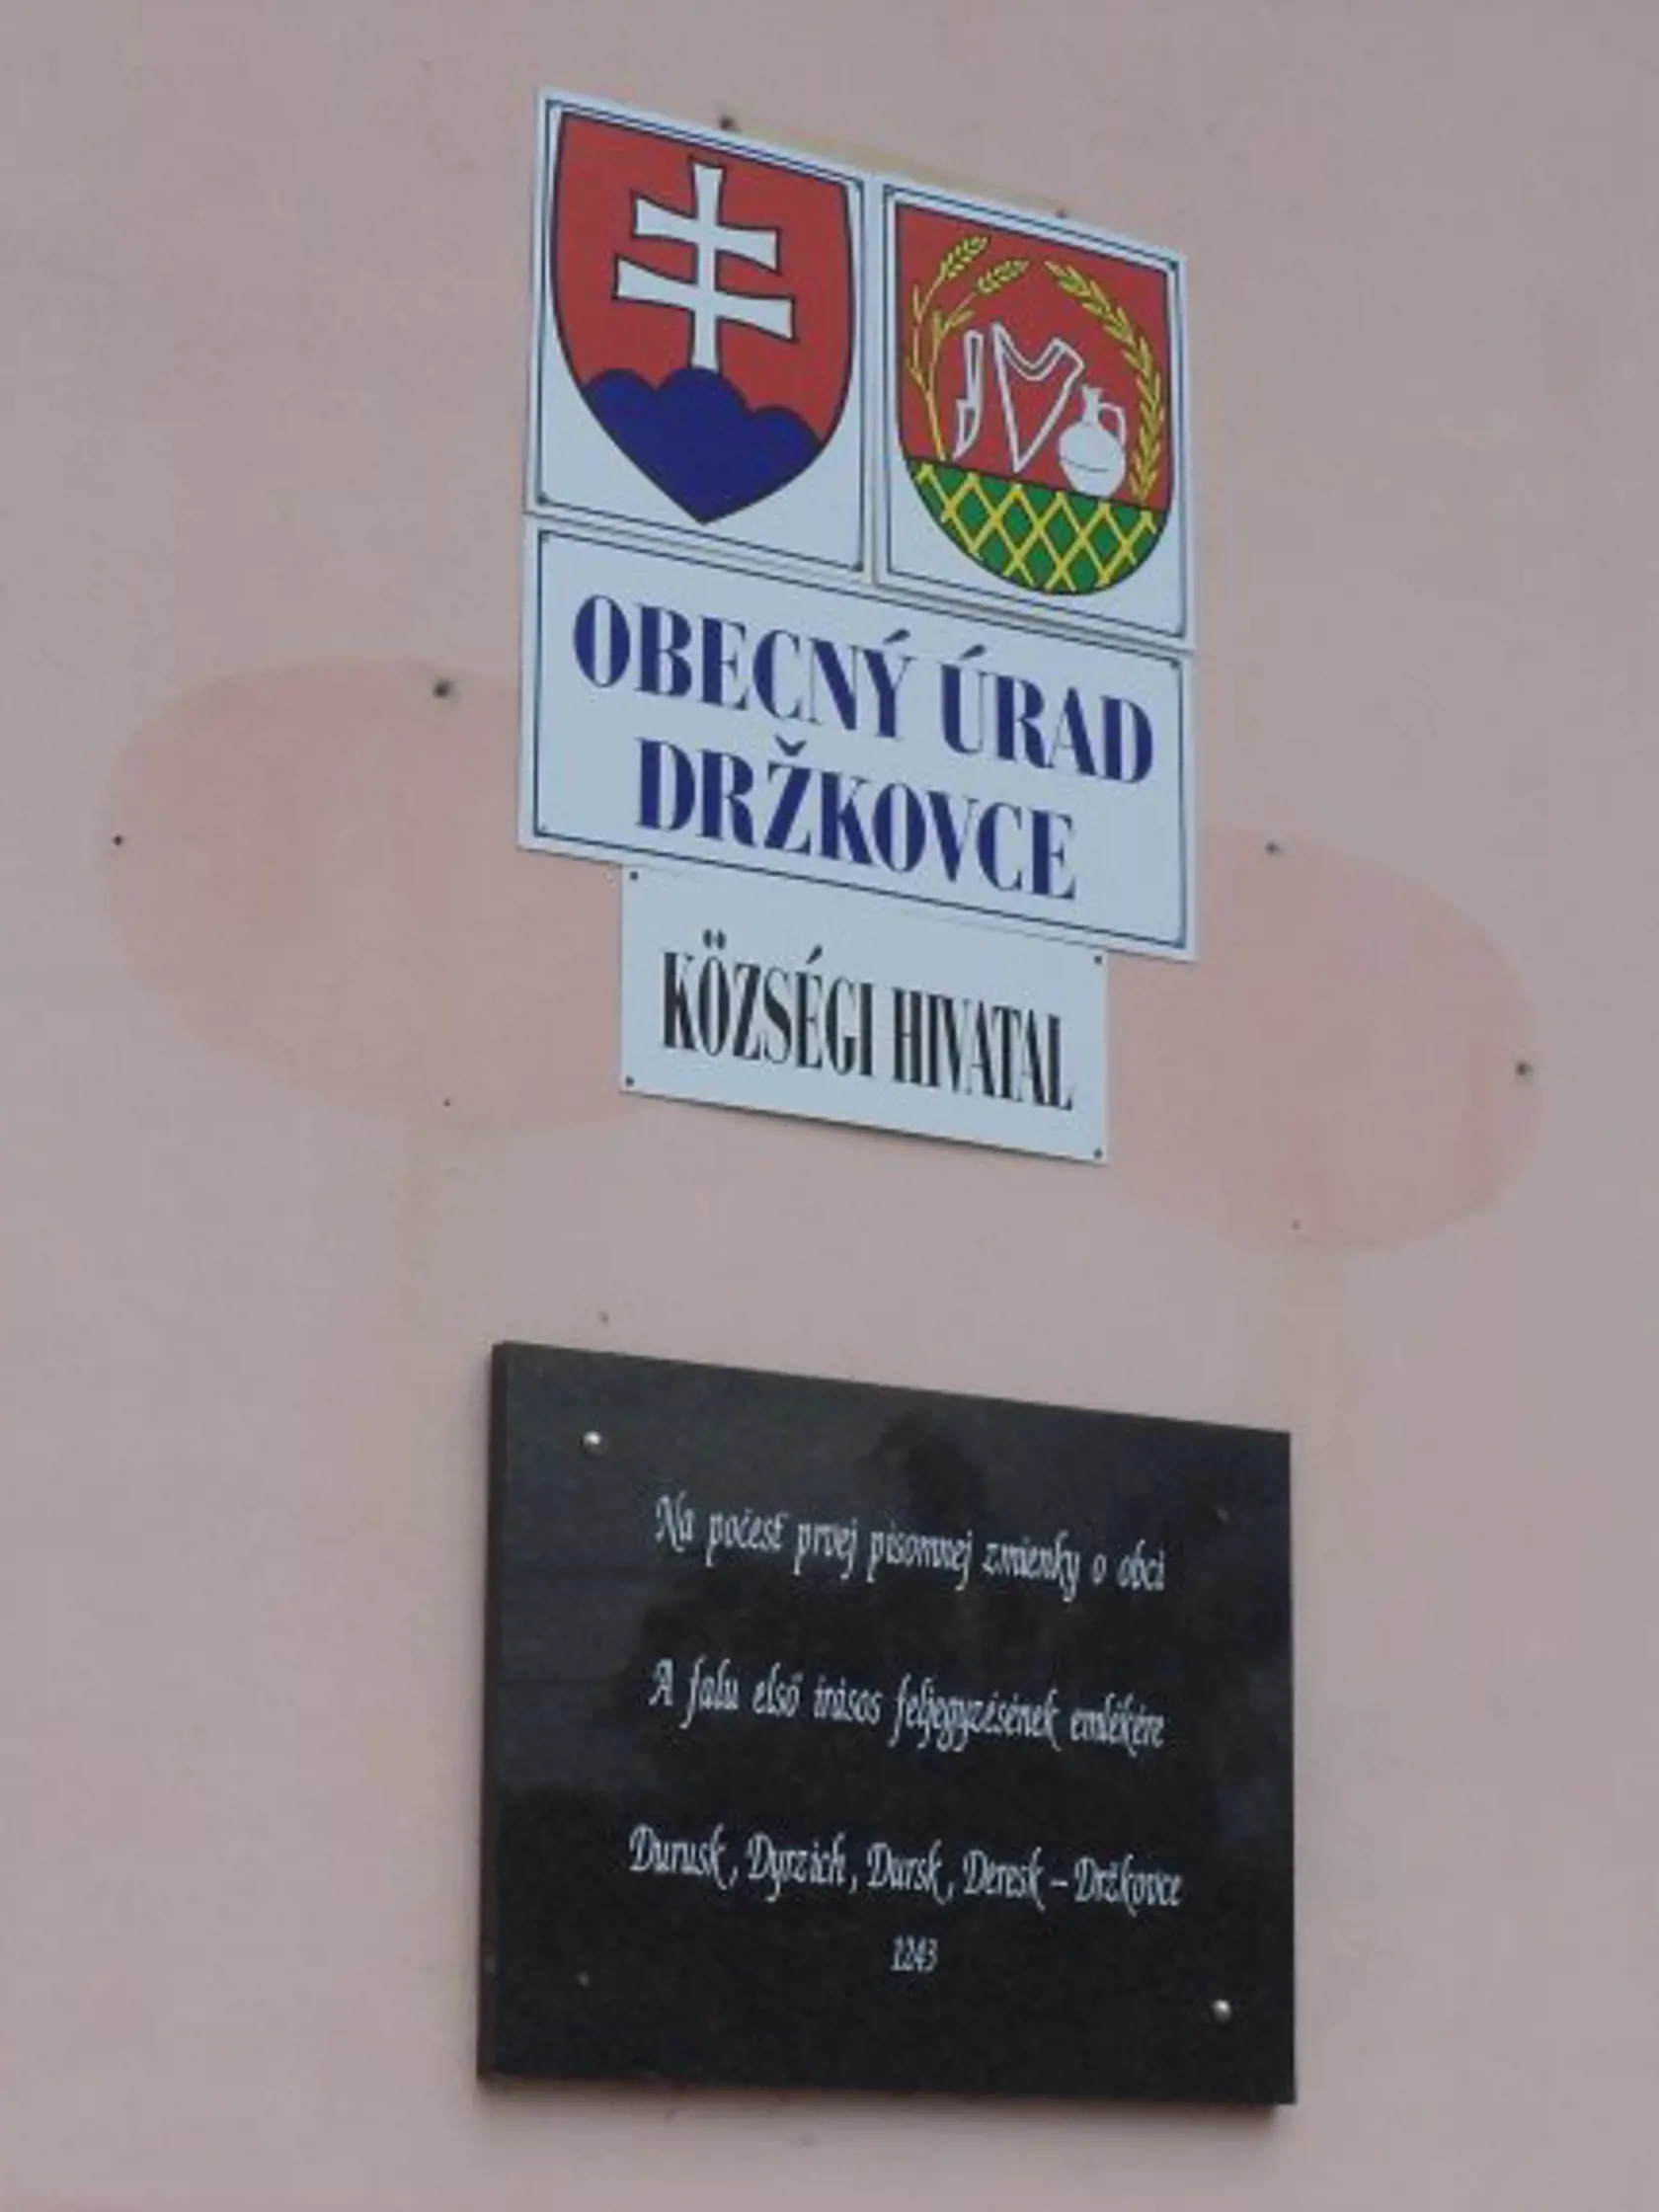 OBECNÝ ÚRAD
DRŽKOVCE
KÖZSÉGI HIVATAL
Na počesť prvej písomnej zmienky o obci
A falu első írásos feljegyzésének emlékére
Durusk, Dyrzich, Dursk, Deresk – Držkovce
1243